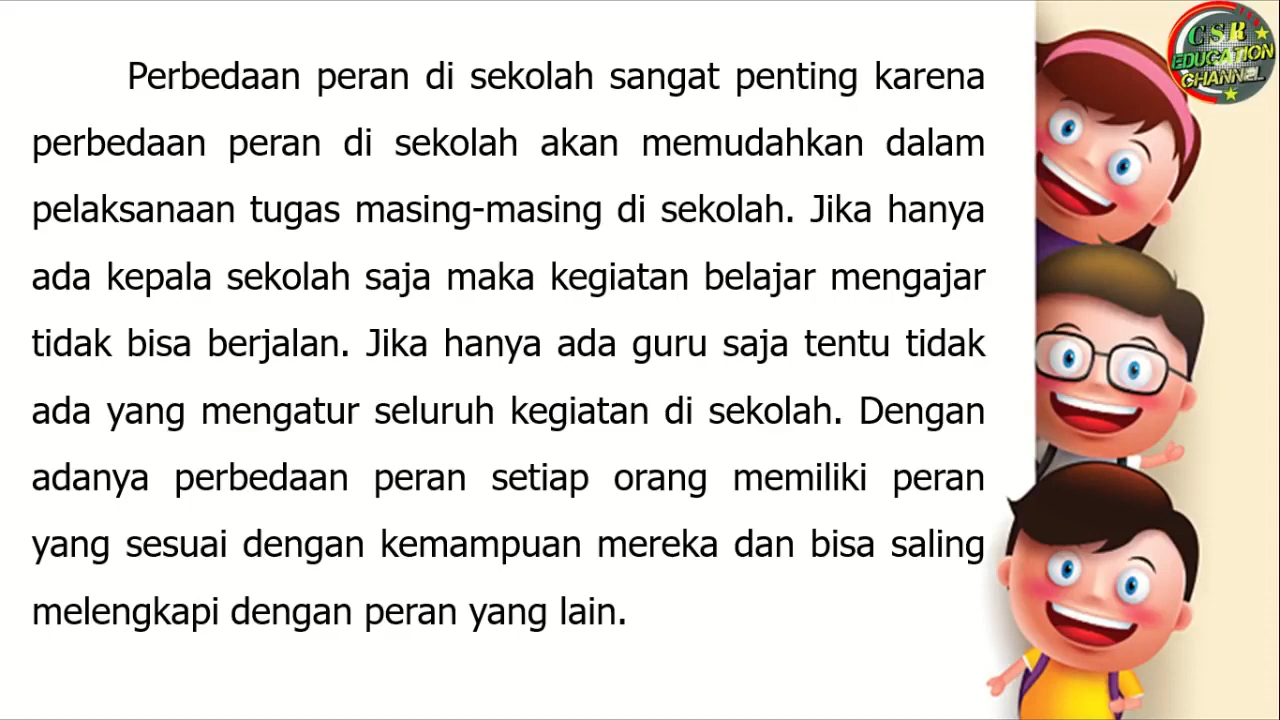 CSR
EDUCATION
CHANNEL
Perbedaan peran di sekolah sangat penting karena
perbedaan peran di sekolah akan memudahkan dalam
pelaksanaan tugas masing-masing di sekolah. Jika hanya
ada kepala sekolah saja maka kegiatan belajar mengajar
tidak bisa berjalan. Jika hanya ada guru saja tentu tidak
ada yang mengatur seluruh kegiatan di sekolah. Dengan
adanya perbedaan peran setiap orang memiliki peran
yang sesuai dengan kemampuan mereka dan bisa saling
melengkapi dengan peran yang lain.